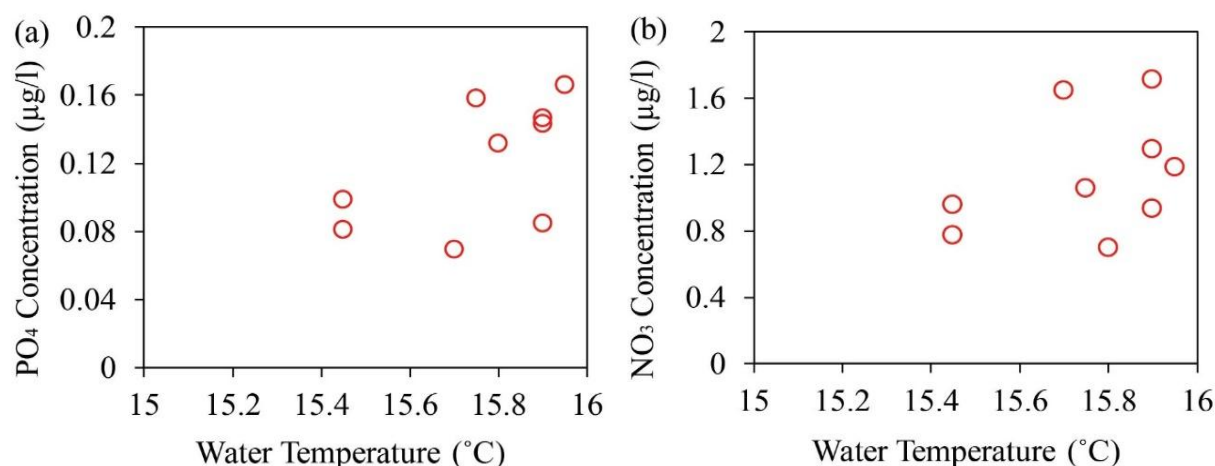 (a)
PO₄ Concentration (µg/l)
0.2
0.16
0.12
0.08
0.04
0
15 15.2 15.4 15.6 15.8 16
Water Temperature (˚C)
(b)
NO₃ Concentration (µg/l)
2
1.6
1.2
0.8
0.4
0
15 15.2 15.4 15.6 15.8 16
Water Temperature (˚C)